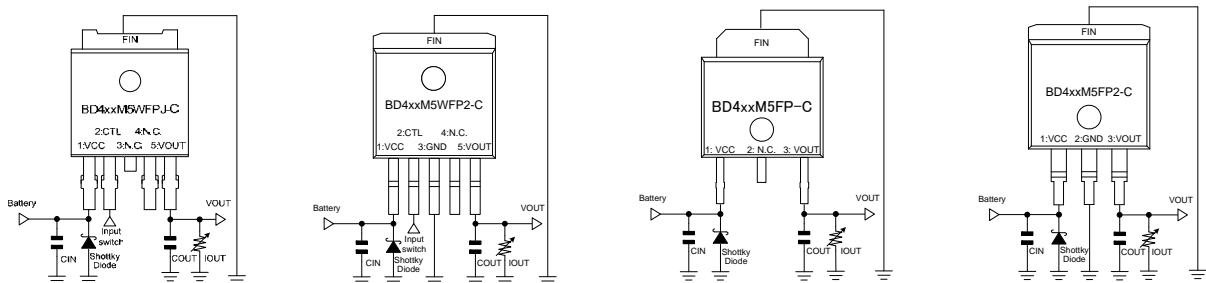 FIN
BD4xxM5WFPJ-C
2:CTL 4:N.C.
1:VCC 3:N.C. 5:VOUT
Battery
VOUT
Input
switch
CIN
Shottky
Diode
COUT
IOUT
FIN
BD4xxM5WFP2-C
2:CTL 4:N.C.
1:VCC 3:GND 5:VOUT
Battery
VOUT
Input
switch
CIN
Shottky
Diode
COUT
IOUT
FIN
BD4xxM5FP-C
1: VCC 2: N.C. 3: VOUT
Battery
VOUT
CIN
Shottky
Diode
COUT
IOUT
FIN
BD4xxM5FP2-C
1:VCC 2:GND 3:VOUT
Battery
VOUT
CIN
Shottky
Diode
COUT
IOUT